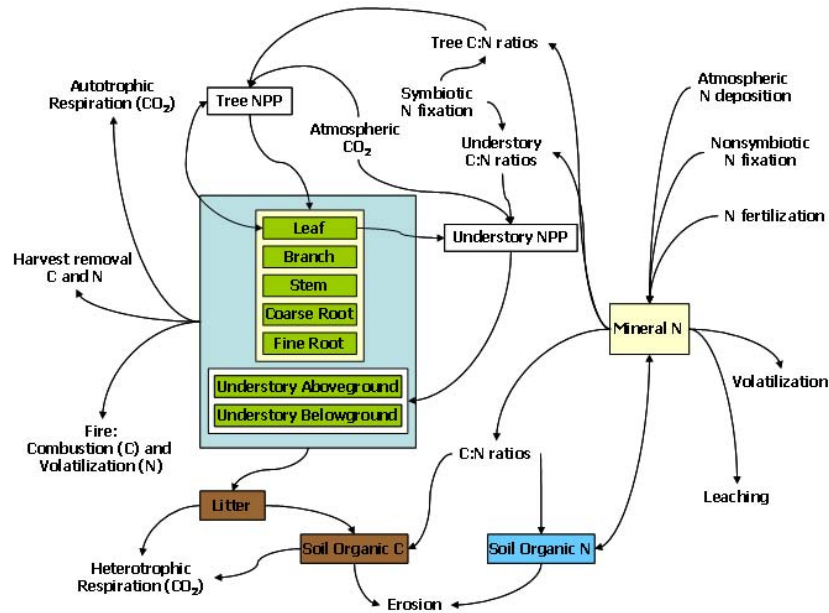 Tree C:N ratios
Autotrophic
Respiration (CO₂)
Tree NPP
Symbiotic
N fixation
Atmospheric
N deposition
Atmospheric
CO₂
Understory
C:N ratios
Nonsymbiotic
N fixation
N fertilization
Leaf
Understory NPP
Branch
Harvest removal
C and N
Stem
Coarse Root
Fine Root
Mineral N
Understory Aboveground
Understory Belowground
Volatilization
Fire:
Combustion (C) and
Volatilization (N)
C:N ratios
Litter
Leaching
Soil Organic C
Soil Organic N
Heterotrophic
Respiration (CO₂)
Erosion